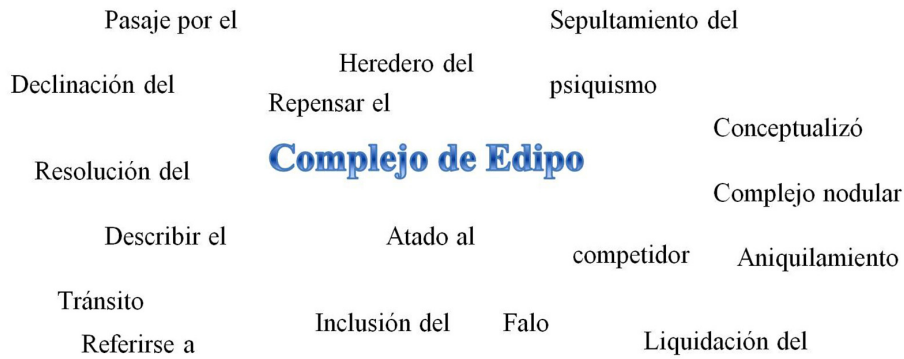 Pasaje por el
Sepultamiento del
Heredero del
Declinación del
psiquismo
Repensar el
Conceptualizó
Complejo de Edipo
Resolución del
Complejo nodular
Describir el
Atado al
competidor
Aniquilamiento
Tránsito
Inclusión del
Falo
Referirse a
Liquidación del